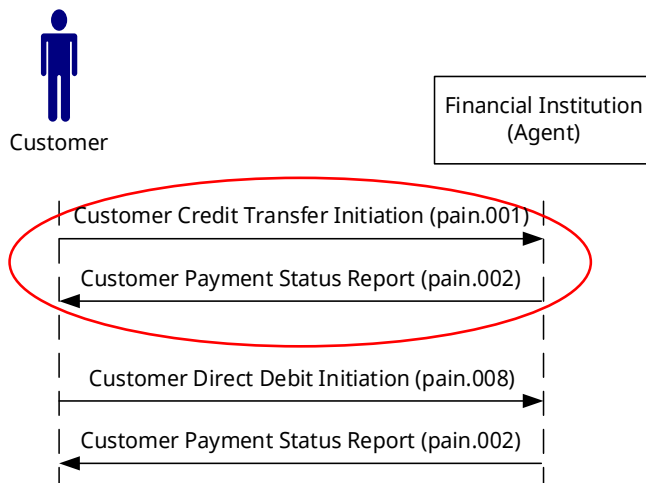 Customer
Financial Institution
(Agent)
Customer Credit Transfer Initiation (pain.001)
Customer Payment Status Report (pain.002)
Customer Direct Debit Initiation (pain.008)
Customer Payment Status Report (pain.002)